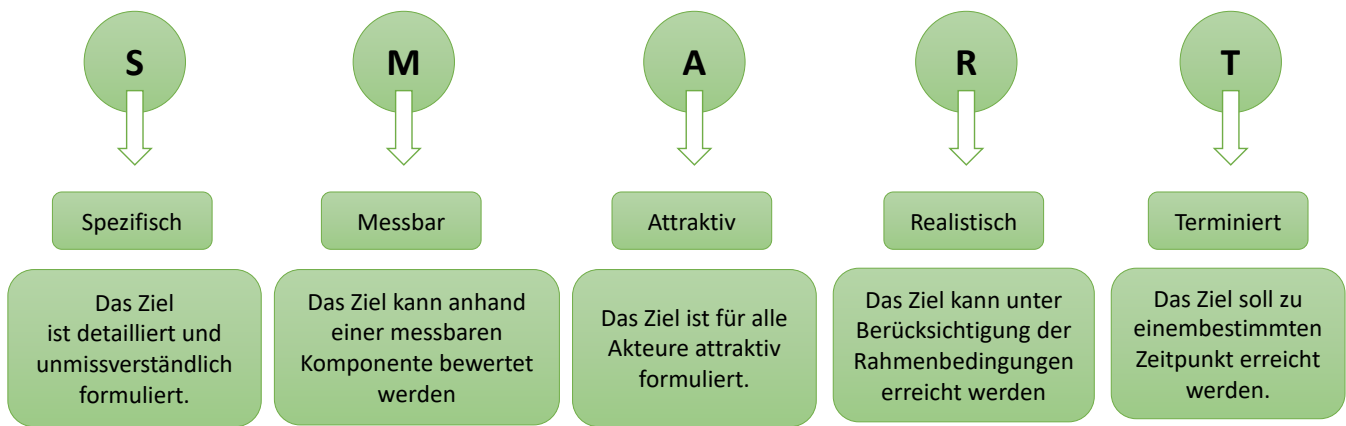 S
M
A
R
T
Spezifisch
Messbar
Attraktiv
Realistisch
Terminiert
Das Ziel
ist detailliert und
unmissverständlich
formuliert.
Das Ziel kann anhand
einer messbaren
Komponente bewertet
werden
Das Ziel ist für alle
Akteure attraktiv
formuliert.
Das Ziel kann unter
Berücksichtigung der
Rahmenbedingungen
erreicht werden
Das Ziel soll zu
einembestimmten
Zeitpunkt erreicht
werden.